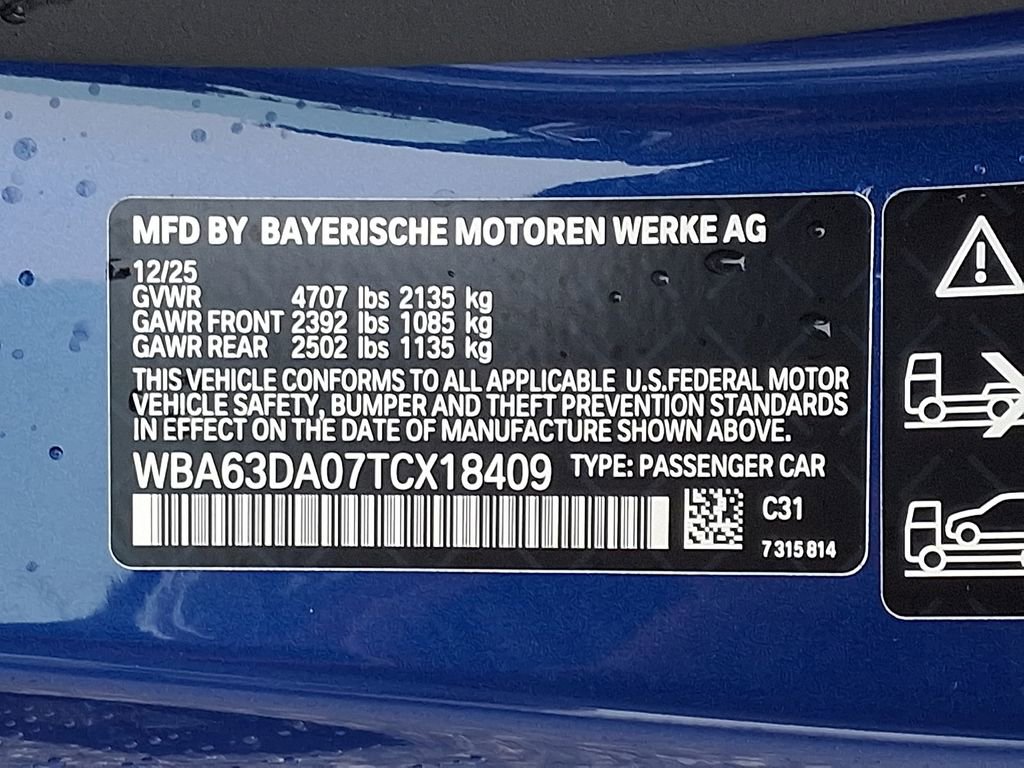 MFD BY BAYERISCHE MOTOREN WERKE AG
12/25
GVWR 4707 lbs 2135 kg
GAWR FRONT 2392 lbs 1085 kg
GAWR REAR 2502 lbs 1135 kg
THIS VEHICLE CONFORMS TO ALL APPLICABLE U.S.FEDERAL MOTOR
VEHICLE SAFETY, BUMPER AND THEFT PREVENTION STANDARDS
IN EFFECT ON THE DATE OF MANUFACTURE SHOWN ABOVE.
WBA63DA07TCX18409 TYPE: PASSENGER CAR
C31
7 315 814